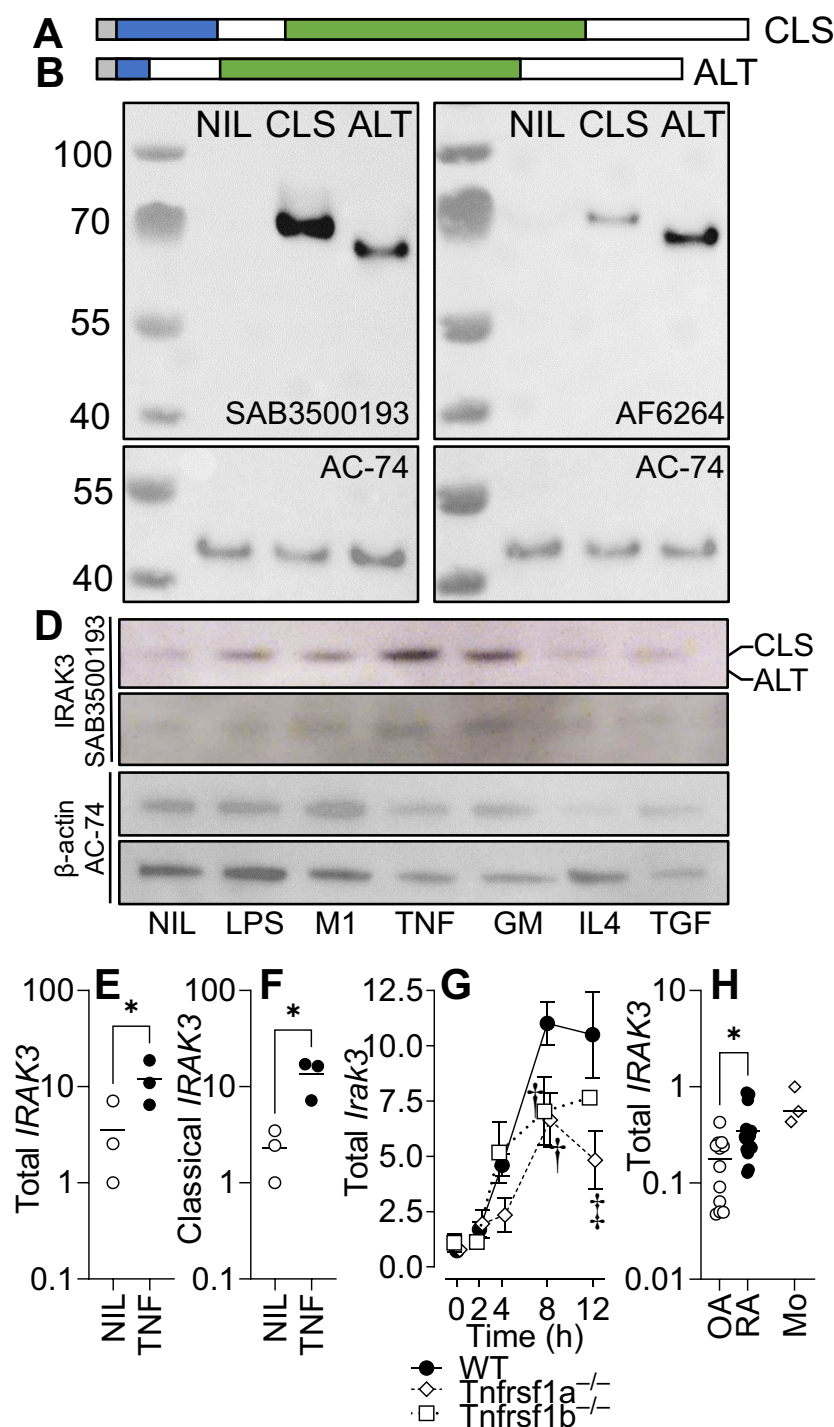 A CLS
B ALT
NIL CLS ALT NIL CLS ALT
100
70
55
40
SAB3500193 AF6264
AC-74 AC-74
55
40
D
IRAK3
SAB3500193
CLS
ALT
β-actin
AC-74
NIL LPS M1 TNF GM IL4 TGF
E F G H
Total IRAK3
100
10
1
0.1
*
NIL
TNF
Classical IRAK3
100
10
1
0.1
*
NIL
TNF
Total Irak3
12.5
10.0
7.5
5.0
2.5
0.0
†
†
‡
0 2 4 8 12
Time (h)
WT
Tnfrsf1a–/–
Tnfrsf1b–/–
Total IRAK3
10
1
0.1
0.01
*
OA
RA
Mo